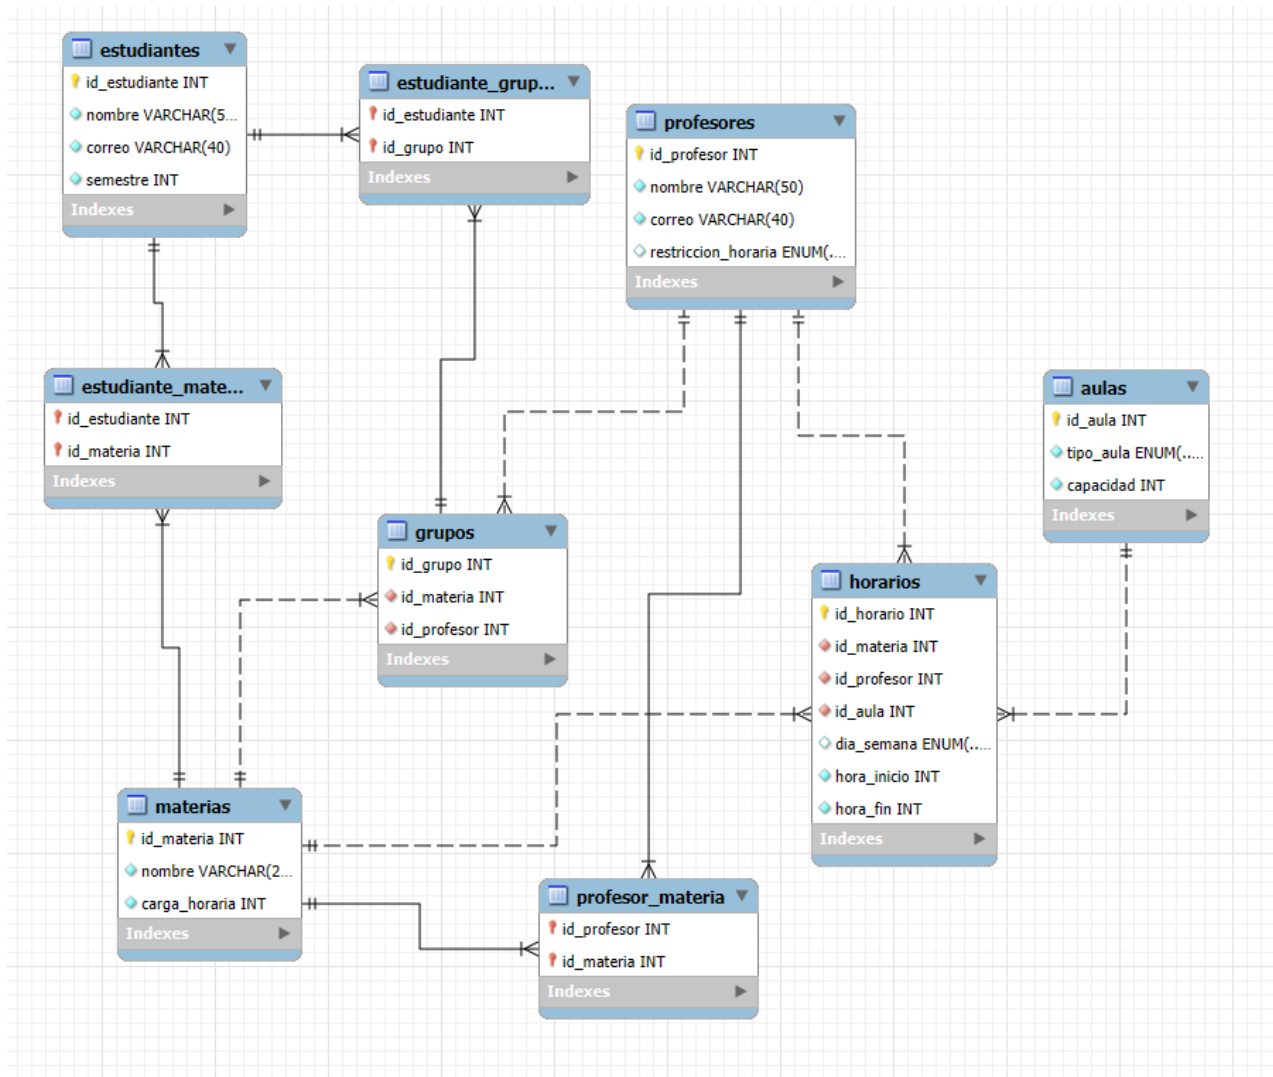 estudiantes
id_estudiante INT
nombre VARCHAR(5...
correo VARCHAR(40)
semestre INT
Indexes
estudiante_grup...
id_estudiante INT
id_grupo INT
Indexes
profesores
id_profesor INT
nombre VARCHAR(50)
correo VARCHAR(40)
restriccion_horaria ENUM(....
Indexes
estudiante_mate...
id_estudiante INT
id_materia INT
Indexes
aulas
id_aula INT
tipo_aula ENUM(.....
capacidad INT
Indexes
grupos
id_grupo INT
id_materia INT
id_profesor INT
Indexes
horarios
id_horario INT
id_materia INT
id_profesor INT
id_aula INT
dia_semana ENUM(.....
hora_inicio INT
hora_fin INT
Indexes
materias
id_materia INT
nombre VARCHAR(2...
carga_horaria INT
Indexes
profesor_materia
id_profesor INT
id_materia INT
Indexes